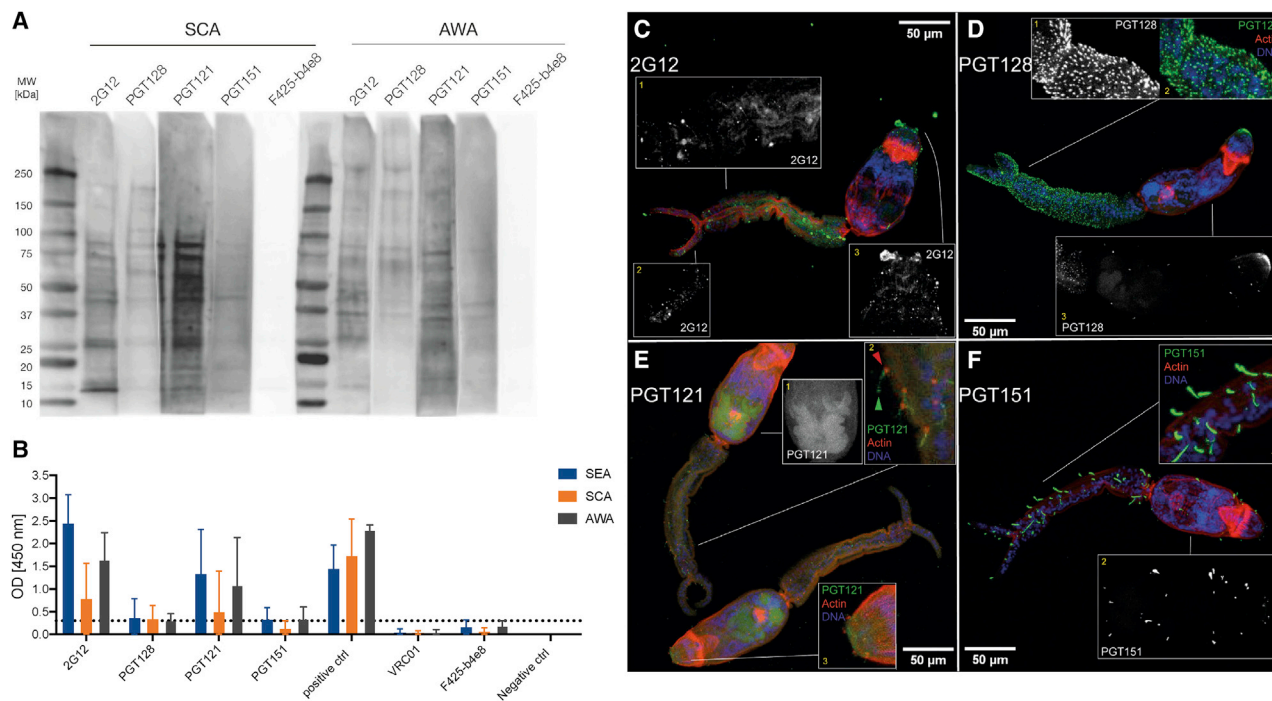 A
SCA
AWA
MW
[kDa]
2G12
PGT128
PGT121
PGT151
F425-b4e8
2G12
PGT128
PGT121
PGT151
F425-b4e8
250
150
100
75
50
37
25
20
15
10
B
SEA
SCA
AWA
OD [450 nm]
3.5
3.0
2.5
2.0
1.5
1.0
0.5
0.0
2G12
PGT128
PGT121
PGT151
positive ctrl
VRC01
F425-b4e8
Negative ctrl
C
50 µm
2G12
1
2G12
2
2G12
3
2G12
D
PGT128
1
PGT128
PGT12
Acti
DN
2
3
PGT128
50 µm
E
PGT121
1
PGT121
2
PGT121
Actin
DNA
PGT121
Actin
DNA
3
50 µm
F
PGT151
1
PGT151
Actin
DNA
2
PGT151
50 µm